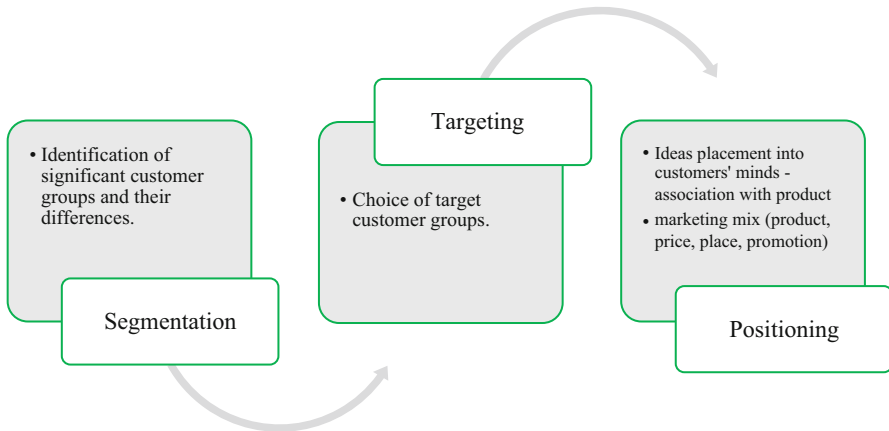 • Identification of
significant customer
groups and their
differences.
Segmentation
Targeting
• Choice of target
customer groups.
• Ideas placement into
customers' minds -
association with product
• marketing mix (product,
price, place, promotion)
Positioning